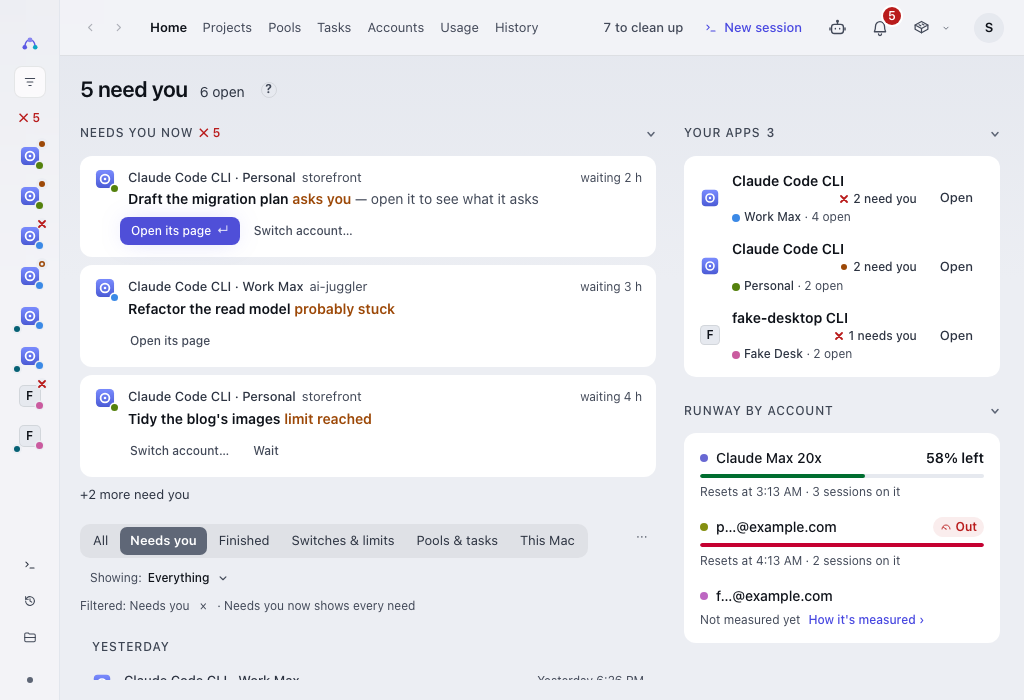 Home Projects Pools Tasks Accounts Usage History 7 to clean up New session 5 S
5 need you 6 open ?
5
F
F
NEEDS YOU NOW 5
Claude Code CLI · Personal storefront waiting 2 h
Draft the migration plan asks you — open it to see what it asks
Open its page ↵ Switch account...
Claude Code CLI · Work Max ai-juggler waiting 3 h
Refactor the read model probably stuck
Open its page
Claude Code CLI · Personal storefront waiting 4 h
Tidy the blog's images limit reached
Switch account... Wait
+2 more need you
All Needs you Finished Switches & limits Pools & tasks This Mac ...
Showing: Everything
Filtered: Needs you × · Needs you now shows every need
YESTERDAY
Claude Code CLI · Work Max Yesterday 6:26 PM
YOUR APPS 3
Claude Code CLI
2 need you Open
Work Max · 4 open
Claude Code CLI
2 need you Open
Personal · 2 open
F fake-desktop CLI
1 needs you Open
Fake Desk · 2 open
RUNWAY BY ACCOUNT
Claude Max 20x 58% left
Resets at 3:13 AM · 3 sessions on it
p...@example.com Out
Resets at 4:13 AM · 2 sessions on it
f...@example.com
Not measured yet How it's measured ›